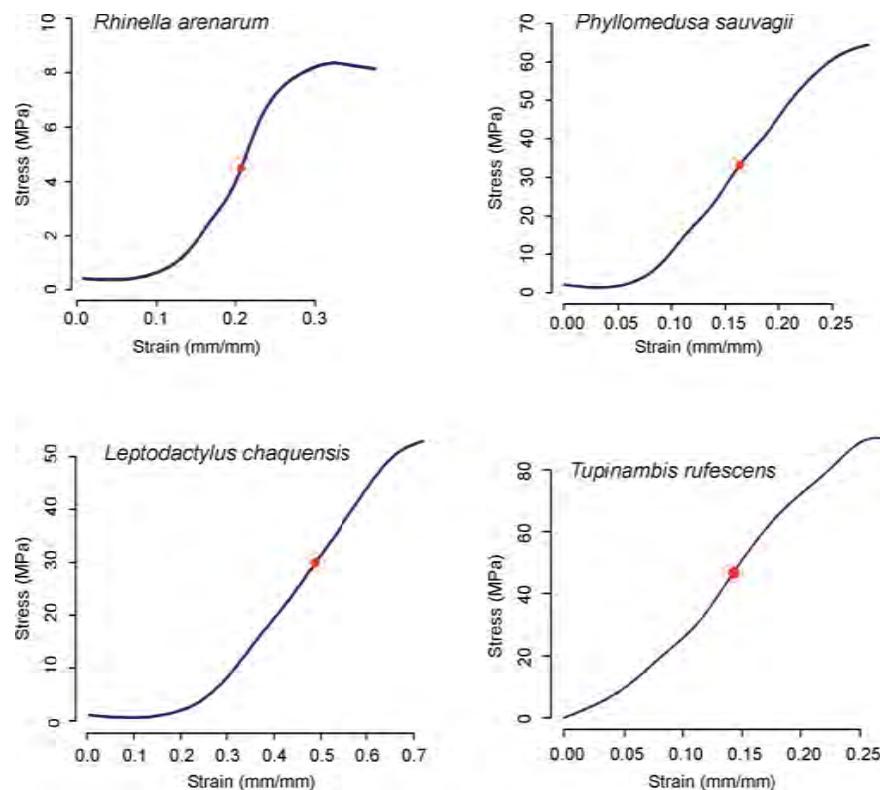 Rhinella arenarum
Stress (MPa)
10
8
6
4
2
0
0.0 0.1 0.2 0.3
Strain (mm/mm)
Phyllomedusa sauvagii
Stress (MPa)
70
60
50
40
30
20
10
0
0.00 0.05 0.10 0.15 0.20 0.25
Strain (mm/mm)
Leptodactylus chaquensis
Stress (MPa)
50
40
30
20
10
0
0.0 0.1 0.2 0.3 0.4 0.5 0.6 0.7
Strain (mm/mm)
Tupinambis rufescens
Stress (MPa)
80
60
40
20
0
0.00 0.05 0.10 0.15 0.20 0.25
Strain (mm/mm)